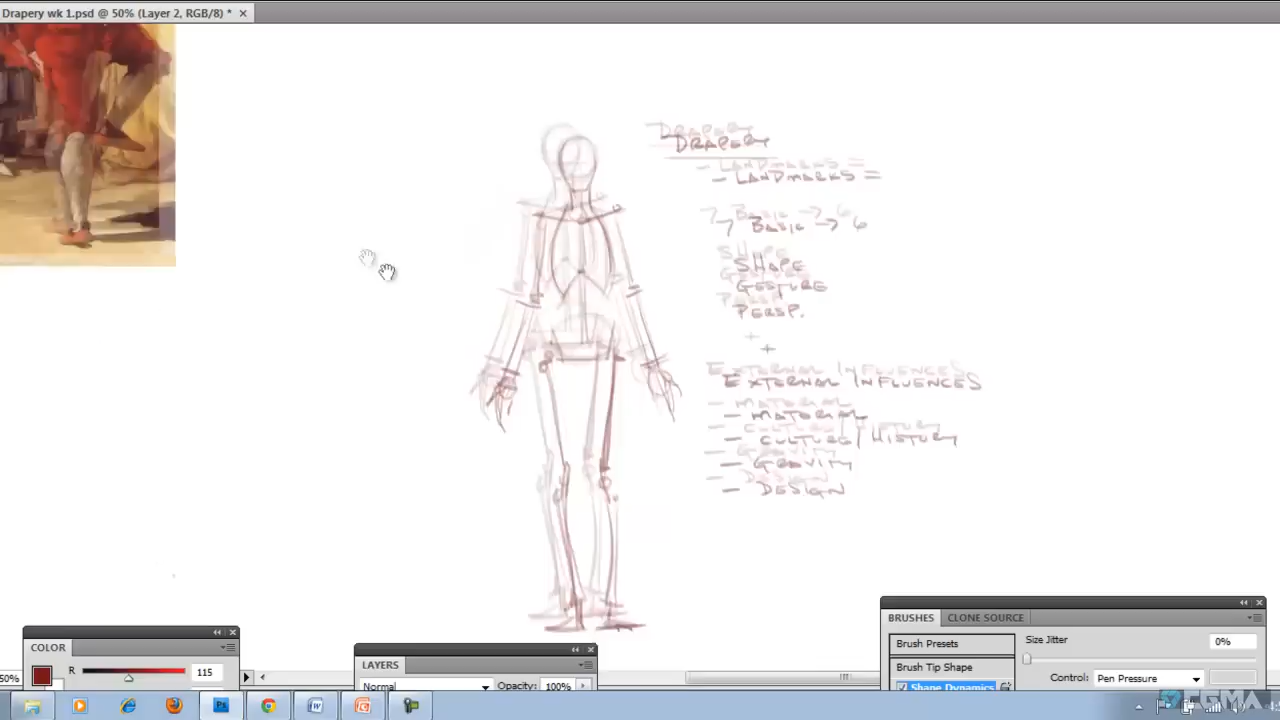 Drapery wk 1.psd @ 50% (Layer 2, RGB/8) * ×
DRAPERY
- LANDMARKS =
→ Basic → 6
SHAPE
GESTURE
PERSP.
+
EXTERNAL INFLUENCES
- MATERIAL
- CULTURE/HISTORY
- GRAVITY
- DESIGN
COLOR
R 115
LAYERS
Normal Opacity: 100%
BRUSHES CLONE SOURCE
Brush Presets Size Jitter 0%
Brush Tip Shape
Shape Dynamics Control: Pen Pressure
50%
CGMA